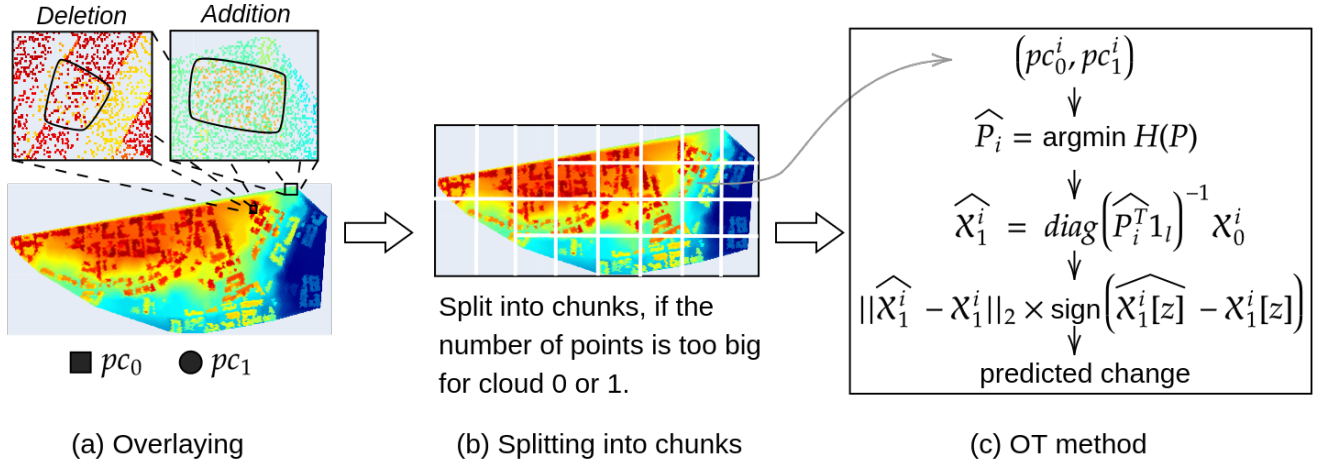 Deletion
Addition
■ pc₀ ● pc₁
(a) Overlaying
Split into chunks, if the
number of points is too big
for cloud 0 or 1.
(b) Splitting into chunks
(pc₀ⁱ, pc₁ⁱ)
P̂ᵢ = argmin H(P)
X̂₁ⁱ = diag(P̂ᵢᵀ1ₗ)⁻¹ X₀ⁱ
||X̂₁ⁱ − X₁ⁱ||₂ × sign(X̂₁ⁱ[z] − X₁ⁱ[z])
predicted change
(c) OT method